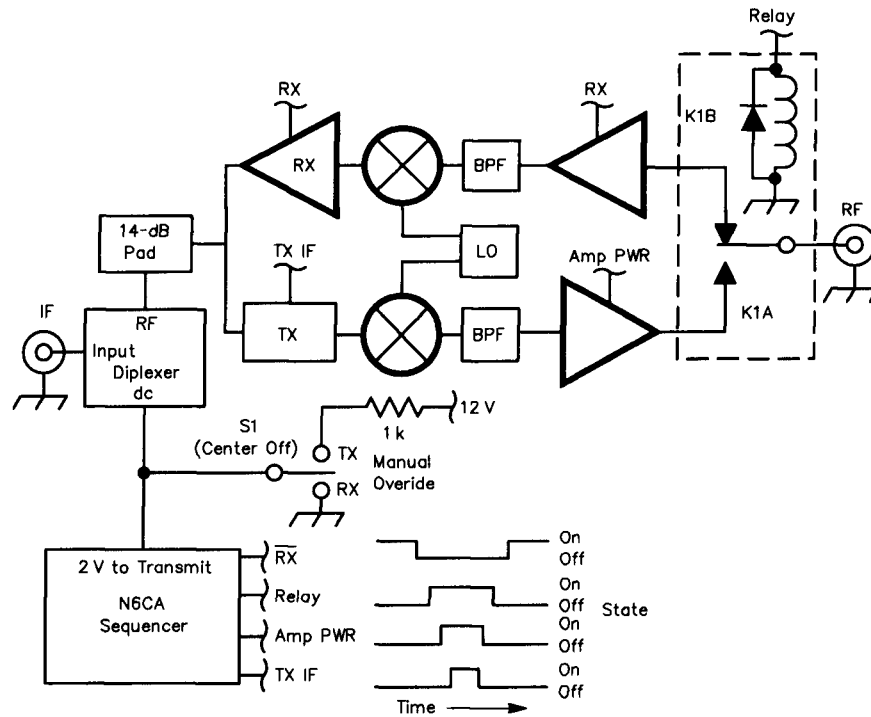 Relay
RX
RX
K1B
RX
BPF
RF
14-dB
Pad
LO
TX IF
Amp PWR
IF
RF
Input
Diplexer
dc
TX
BPF
K1A
12 V
1 k
S1
(Center Off)
TX
Manual
Overide
RX
2 V to Transmit
N6CA
Sequencer
RX
Relay
Amp PWR
TX IF
On
Off
On
Off
State
On
Off
On
Off
Time